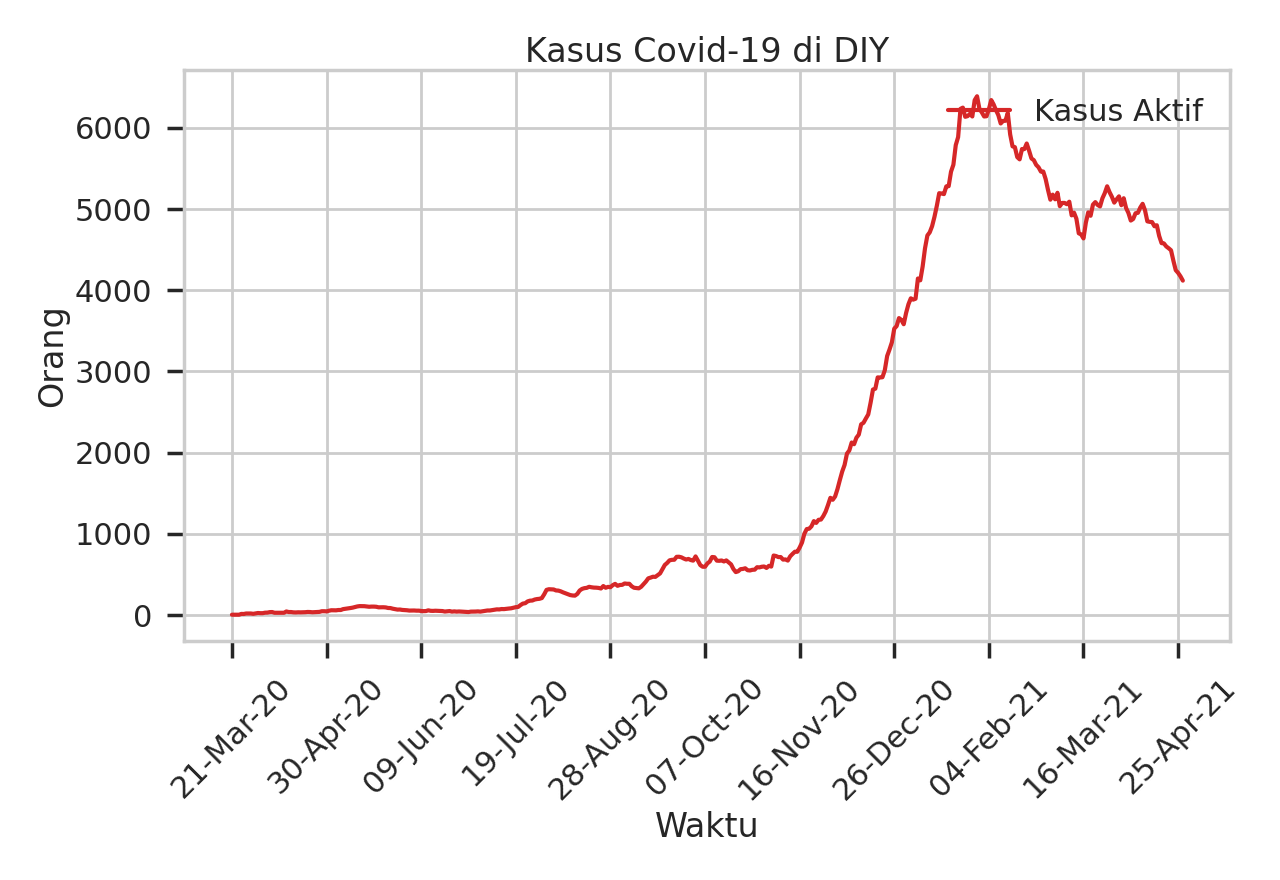 Kasus Covid-19 di DIY
Kasus Aktif
Orang
6000
5000
4000
3000
2000
1000
0
21-Mar-20
30-Apr-20
09-Jun-20
19-Jul-20
28-Aug-20
07-Oct-20
16-Nov-20
26-Dec-20
04-Feb-21
16-Mar-21
25-Apr-21
Waktu